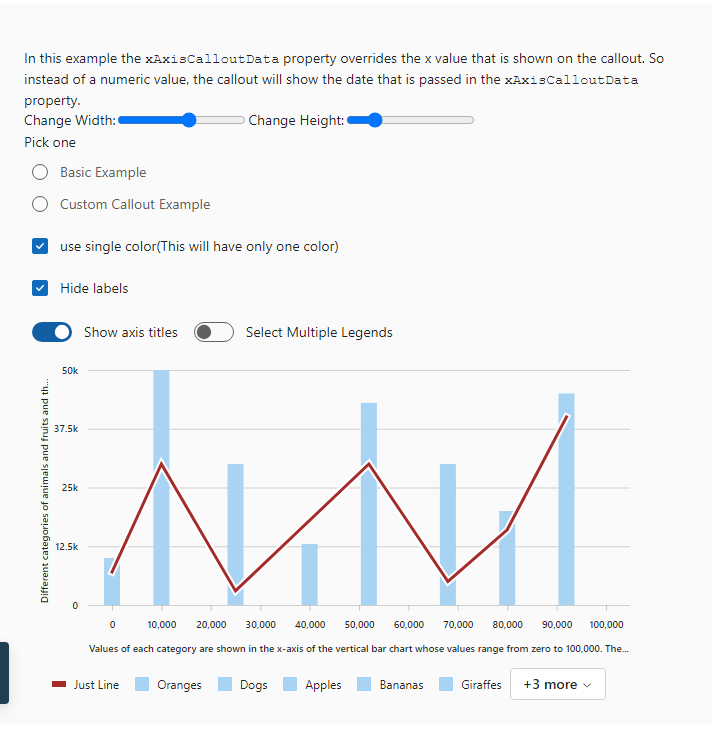 In this example the xAxisCalloutData property overrides the x value that is shown on the callout. So
instead of a numeric value, the callout will show the date that is passed in the xAxisCalloutData
property.
Change Width: Change Height:
Pick one
Basic Example
Custom Callout Example
use single color(This will have only one color)
Hide labels
Show axis titles Select Multiple Legends
Different categories of animals and fruits and th...
50k
37.5k
25k
12.5k
0
0 10,000 20,000 30,000 40,000 50,000 60,000 70,000 80,000 90,000 100,000
Values of each category are shown in the x-axis of the vertical bar chart whose values range from zero to 100,000. The...
Just Line Oranges Dogs Apples Bananas Giraffes +3 more